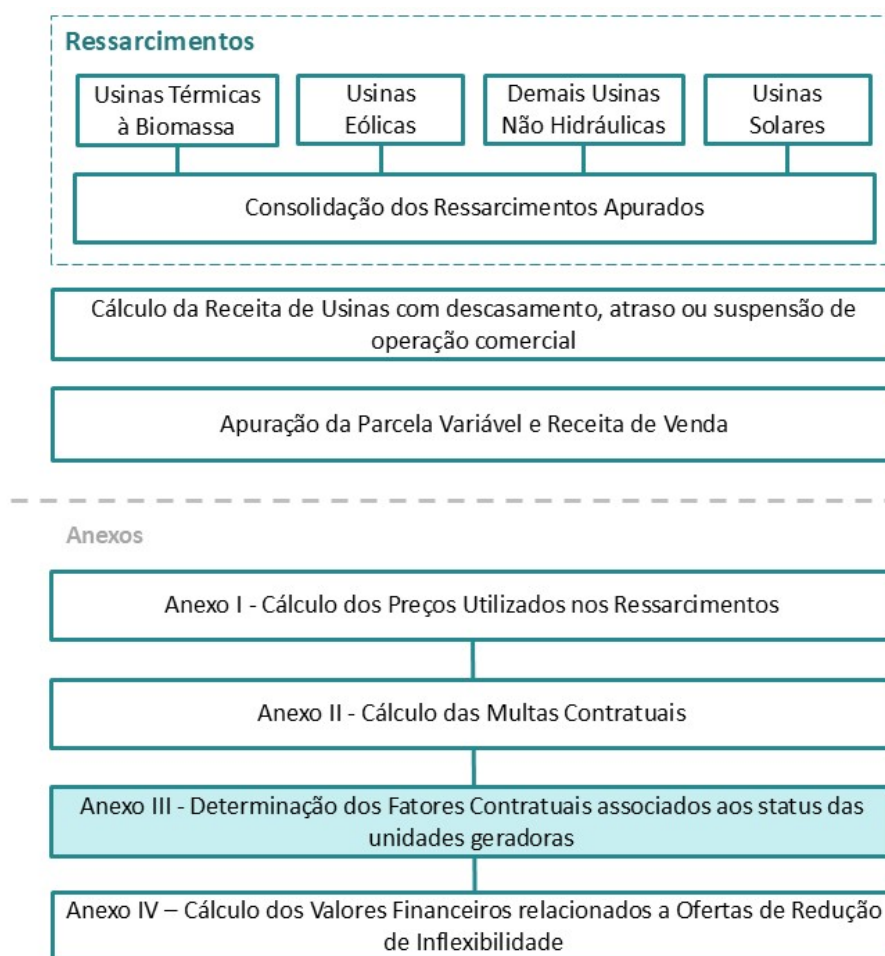 Ressarcimentos
Usinas Térmicas
à Biomassa
Usinas
Eólicas
Demais Usinas
Não Hidráulicas
Usinas
Solares
Consolidação dos Ressarcimentos Apurados
Cálculo da Receita de Usinas com descasamento, atraso ou suspensão de
operação comercial
Apuração da Parcela Variável e Receita de Venda
Anexos
Anexo I - Cálculo dos Preços Utilizados nos Ressarcimentos
Anexo II - Cálculo das Multas Contratuais
Anexo III - Determinação dos Fatores Contratuais associados aos status das
unidades geradoras
Anexo IV – Cálculo dos Valores Financeiros relacionados a Ofertas de Redução
de Inflexibilidade